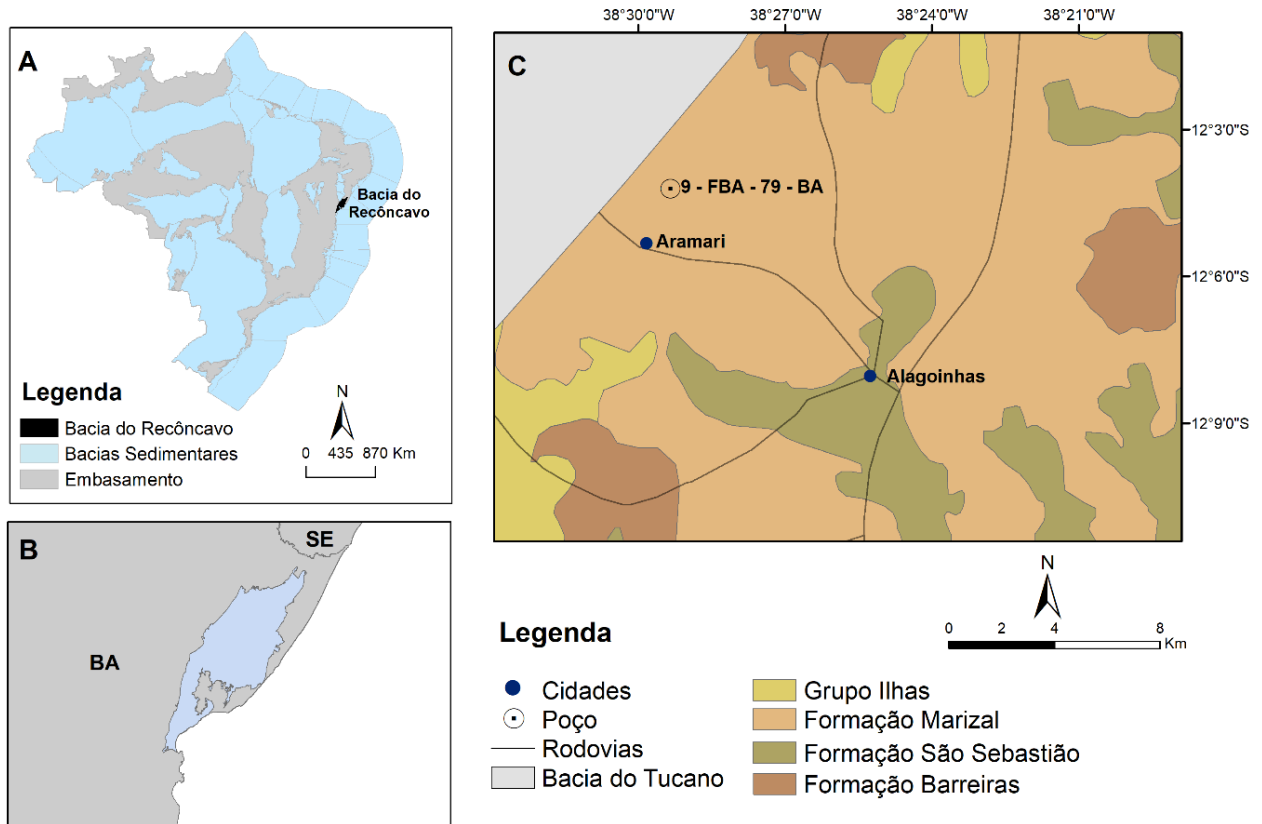 A
Bacia do
Recôncavo
Legenda
N
Bacia do Recôncavo
Bacias Sedimentares
Embasamento
0 435 870 Km
B
SE
BA
38°30'0"W 38°27'0"W 38°24'0"W 38°21'0"W
C
12°3'0"S
9 - FBA - 79 - BA
Aramari
12°6'0"S
Alagoinhas
12°9'0"S
N
0 2 4 8
Km
Legenda
Cidades
Poço
Rodovias
Bacia do Tucano
Grupo Ilhas
Formação Marizal
Formação São Sebastião
Formação Barreiras